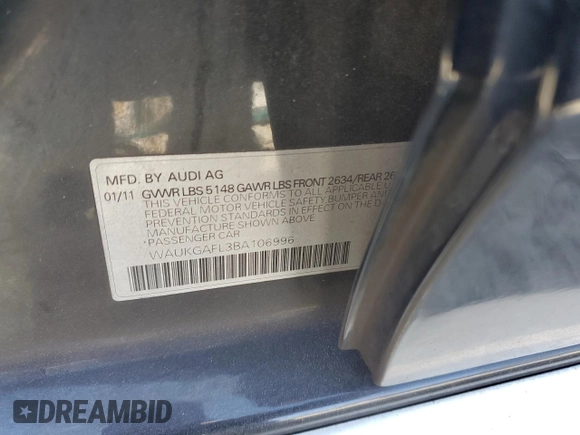 MFD. BY AUDI AG
01/11 GVWR LBS 5148 GAWR LBS FRONT 2634/REAR
THIS VEHICLE CONFORMS TO ALL APPLICABLE
FEDERAL MOTOR VEHICLE SAFETY, BUMPER AND
THEFT PREVENTION STANDARDS IN EFFECT ON THE
MANUFACTURE SHOWN ABOVE
*PASSENGER CAR
WAUKGAFL3BA106996
DREAMBID